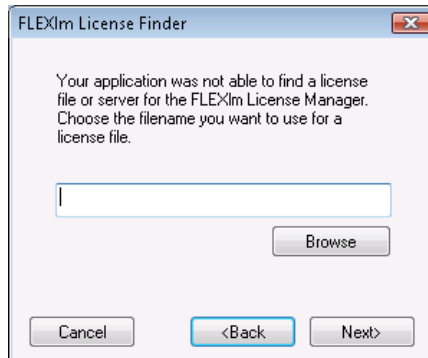 FLEXlm License Finder
Your application was not able to find a license
file or server for the FLEXlm License Manager.
Choose the filename you want to use for a
license file.
Browse
Cancel
<Back
Next>